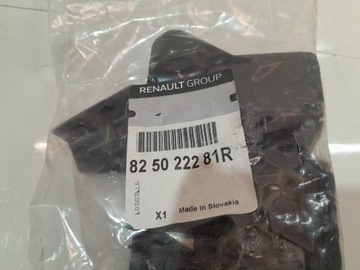 RENAULT GROUP
82 50 222 81R
X1 Made in Slovakia